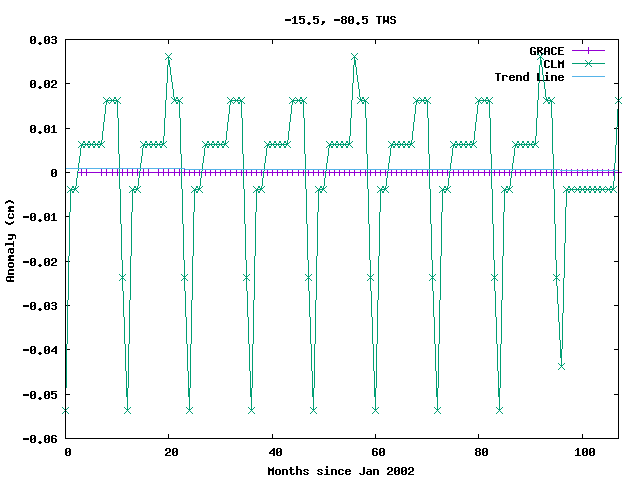 -15.5, -80.5 TWS
GRACE
CLM
Trend Line
0.03
0.02
0.01
0
-0.01
-0.02
-0.03
-0.04
-0.05
-0.06
Anomaly (cm)
0 20 40 60 80 100
Months since Jan 2002